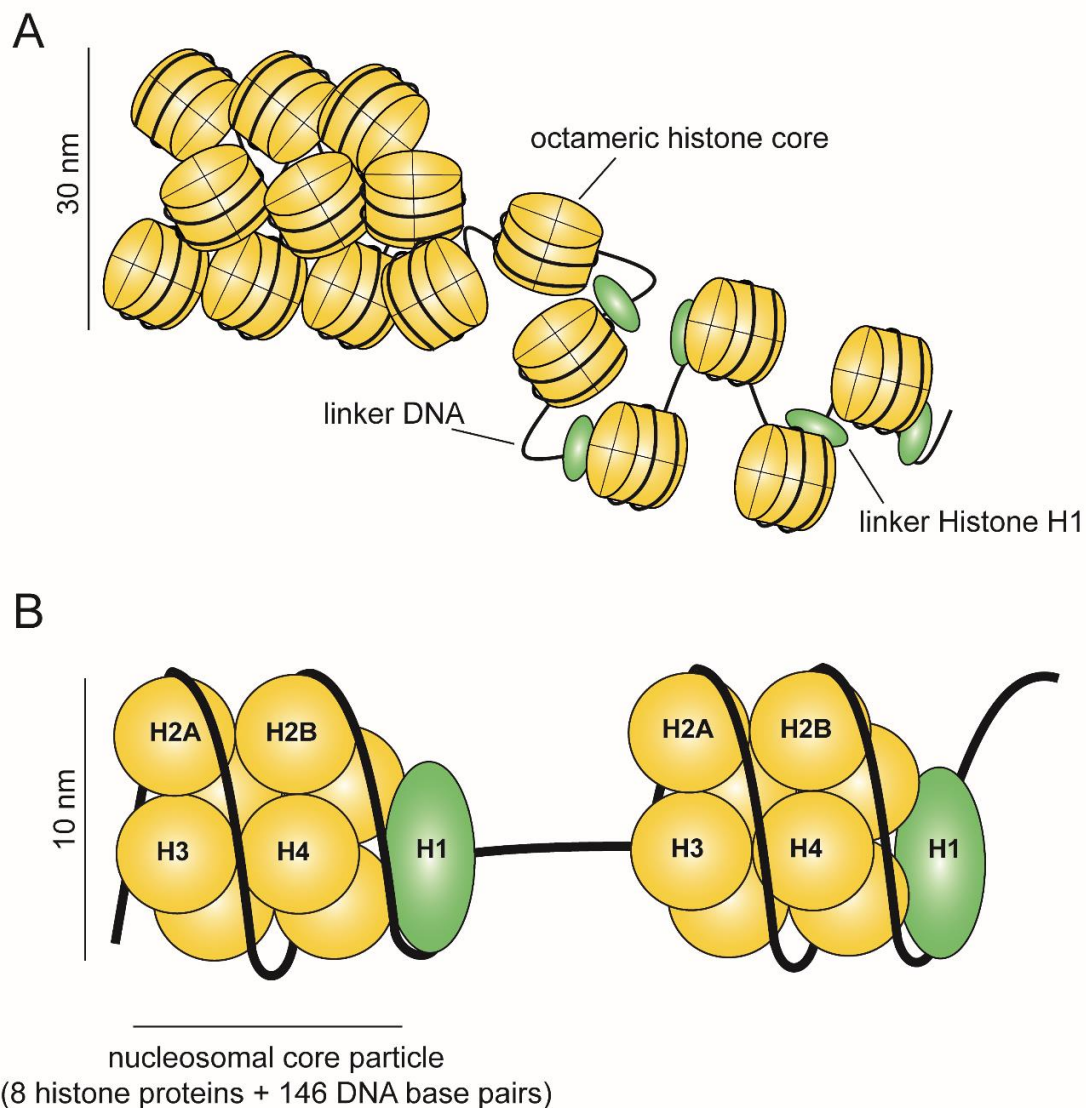 A
30 nm
octameric histone core
linker DNA
linker Histone H1
B
10 nm
H2A
H2B
H3
H4
H1
H2A
H2B
H3
H4
H1
nucleosomal core particle
(8 histone proteins + 146 DNA base pairs)